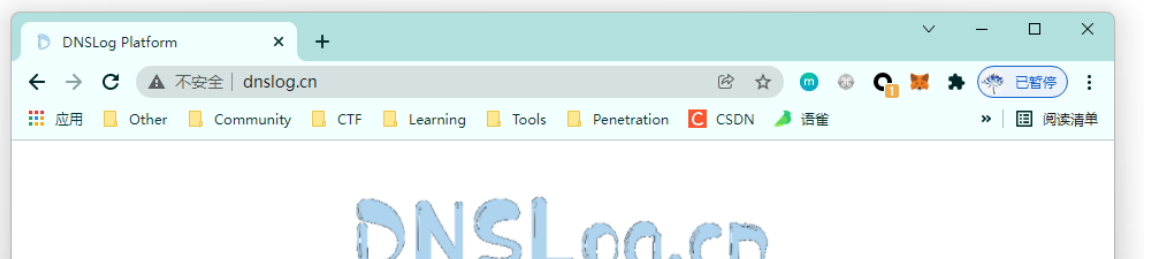 DNSLog Platform
不安全 dnslog.cn
1 已暂停
应用 Other Community CTF Learning Tools Penetration C CSDN 语雀 » 阅读清单
DNSLog.cn